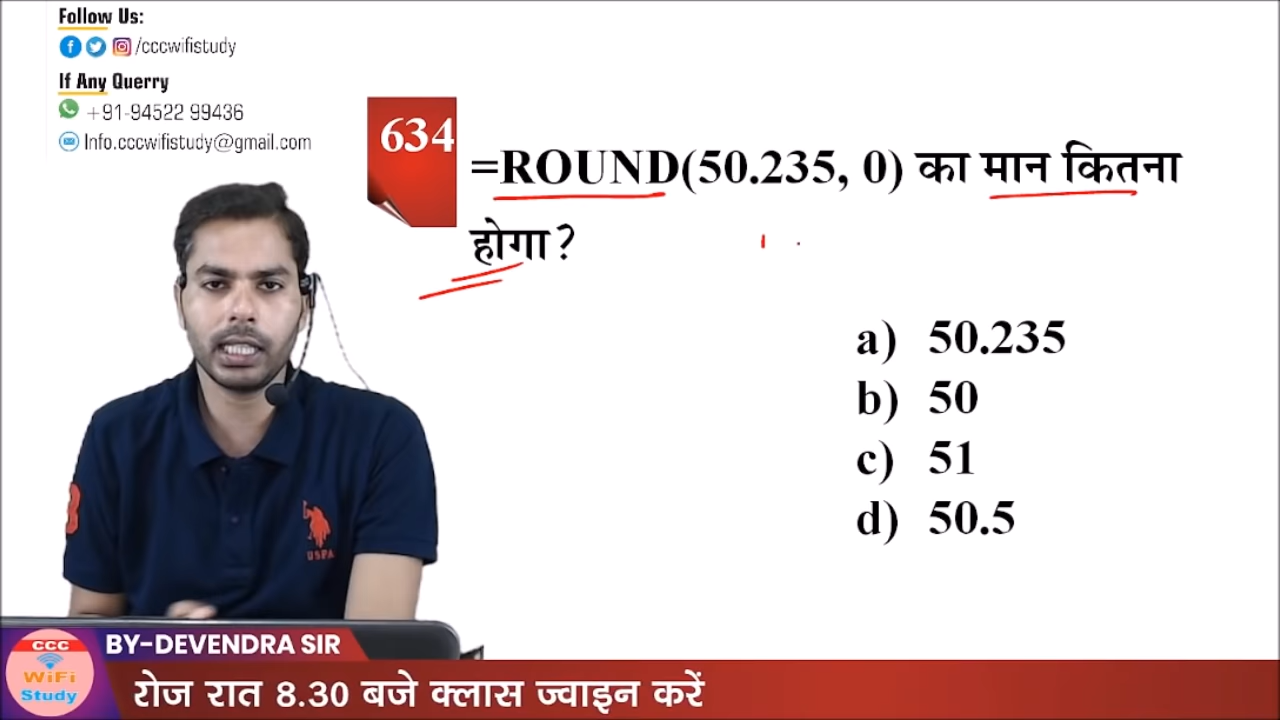 Follow Us:
/cccwifistudy
If Any Querry
+91-94522 99436
Info.cccwifistudy@gmail.com
634
=ROUND(50.235, 0) का मान कितना
होगा?
a) 50.235
b) 50
c) 51
d) 50.5
3
USPA
CCC
WiFi
Study
BY-DEVENDRA SIR
रोज रात 8.30 बजे क्लास ज्वाइन करें